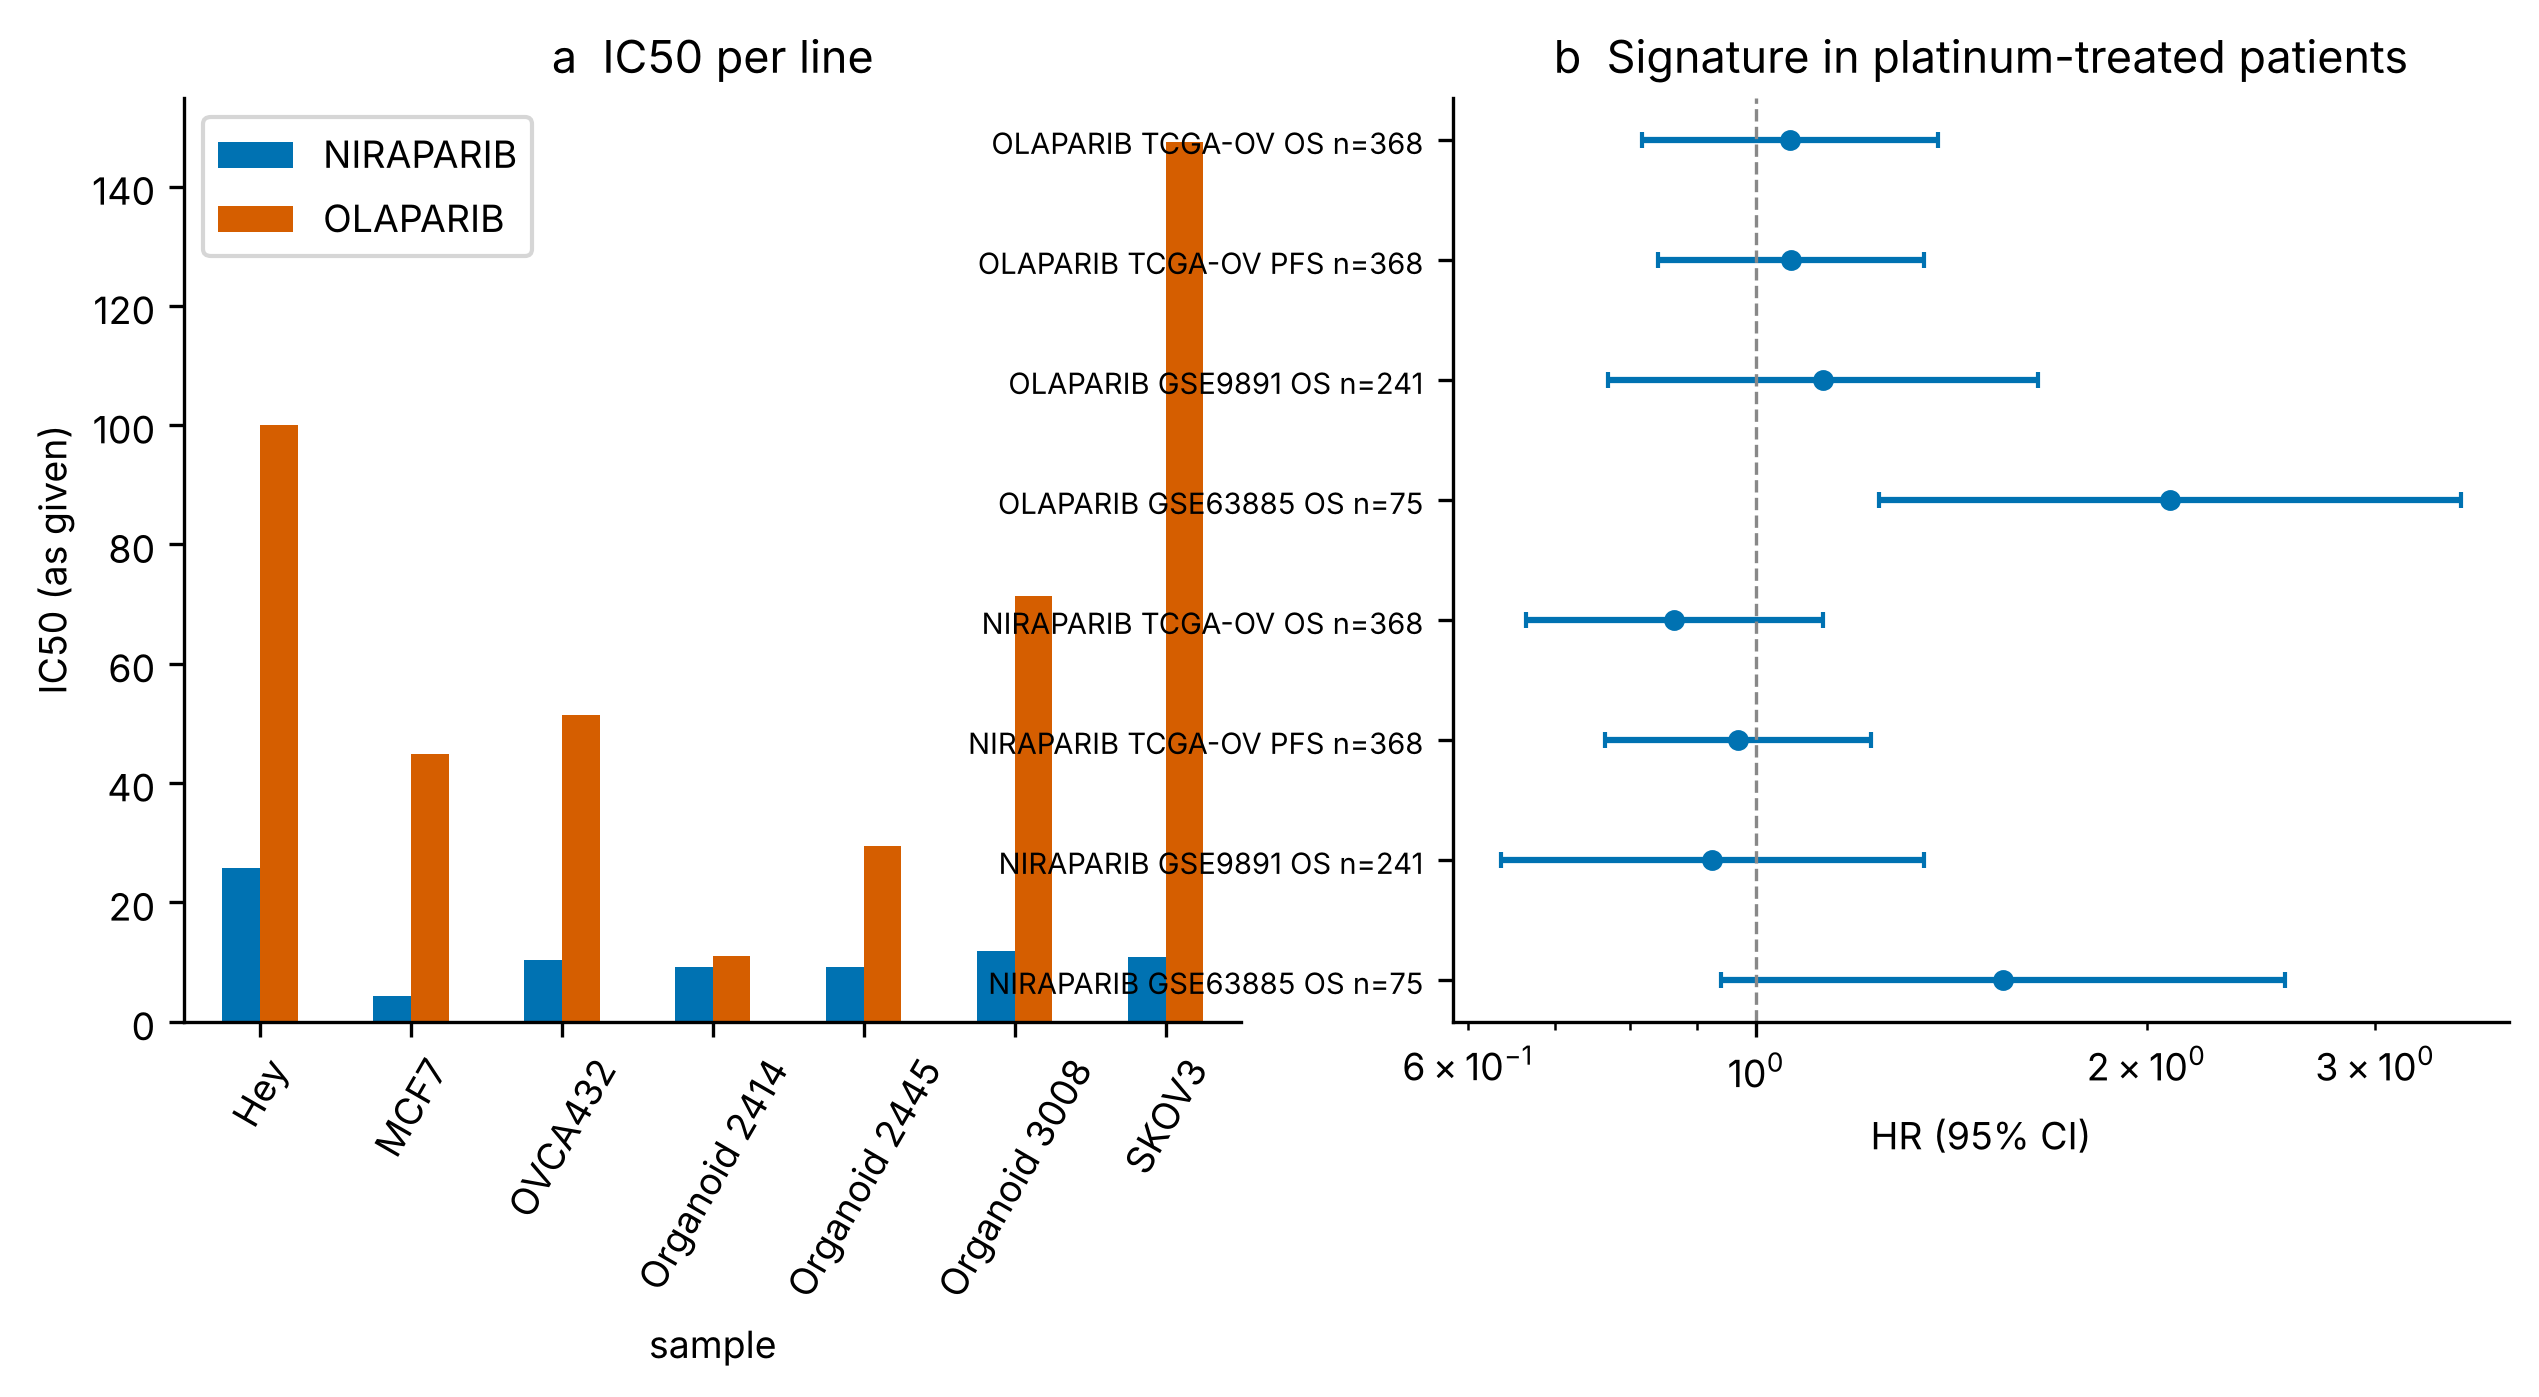 a IC50 per line
NIRAPARIB
OLAPARIB
IC50 (as given)
140
120
100
80
60
40
20
0
Hey
MCF7
OVCA432
Organoid 2414
Organoid 2445
Organoid 3008
SKOV3
sample
b Signature in platinum-treated patients
OLAPARIB TCGA-OV OS n=368
OLAPARIB TCGA-OV PFS n=368
OLAPARIB GSE9891 OS n=241
OLAPARIB GSE63885 OS n=75
NIRAPARIB TCGA-OV OS n=368
NIRAPARIB TCGA-OV PFS n=368
NIRAPARIB GSE9891 OS n=241
NIRAPARIB GSE63885 OS n=75
6 × 10⁻¹
10⁰
2 × 10⁰
3 × 10⁰
HR (95% CI)